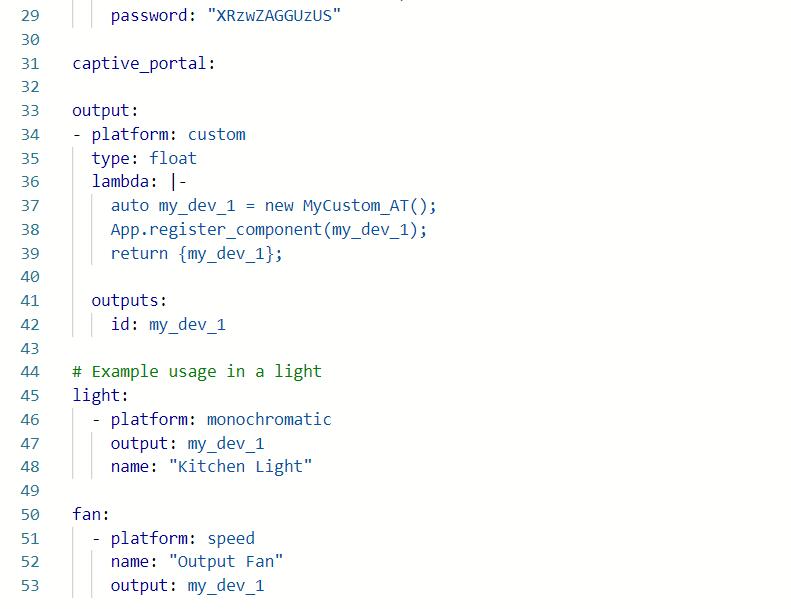 29 password: "XRzwZAGGUzUS"
30
31 captive_portal:
32
33 output:
34 - platform: custom
35 type: float
36 lambda: |-
37 auto my_dev_1 = new MyCustom_AT();
38 App.register_component(my_dev_1);
39 return {my_dev_1};
40
41 outputs:
42 id: my_dev_1
43
44 # Example usage in a light
45 light:
46 - platform: monochromatic
47 output: my_dev_1
48 name: "Kitchen Light"
49
50 fan:
51 - platform: speed
52 name: "Output Fan"
53 output: my_dev_1